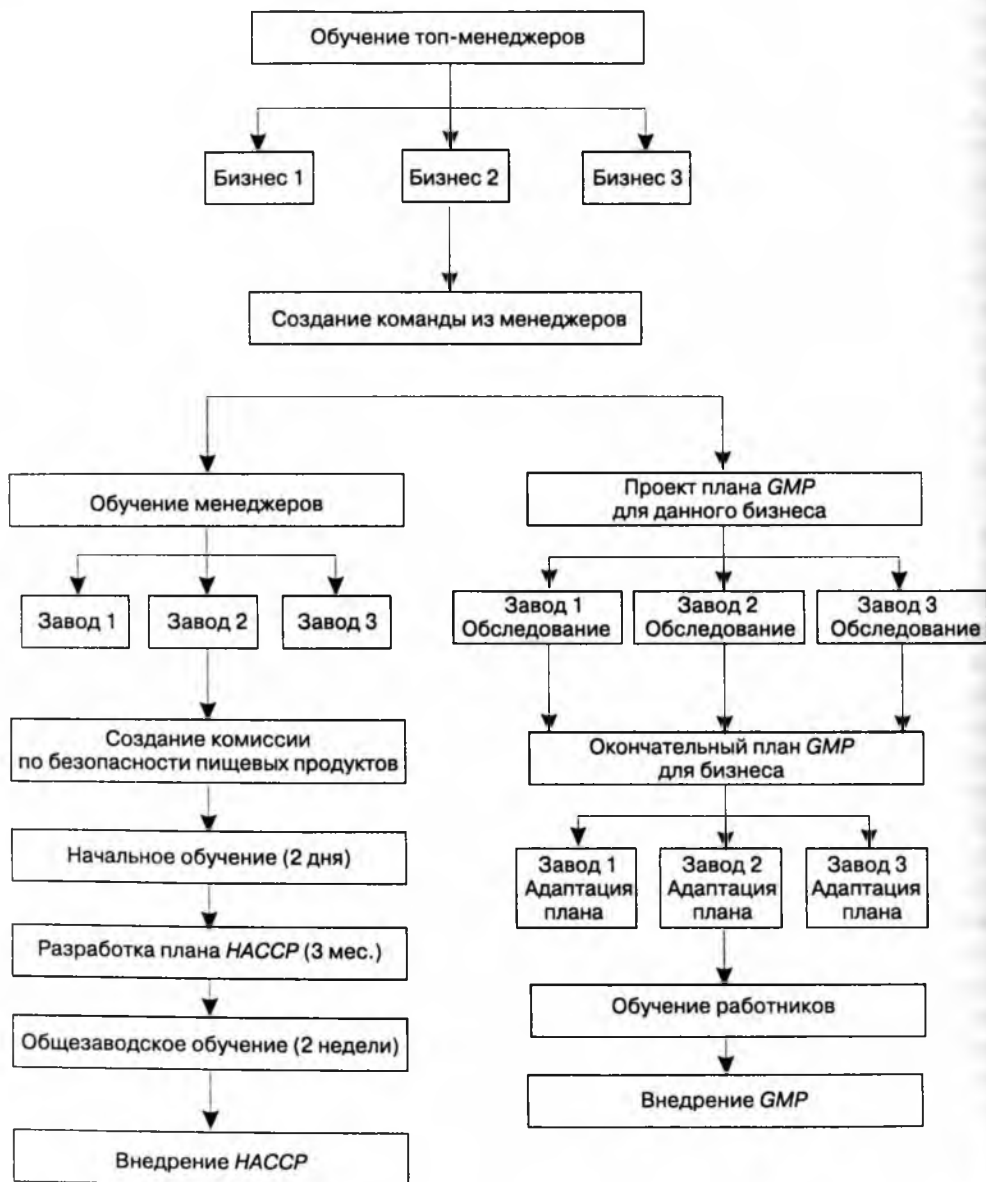 Обучение топ-менеджеров
Бизнес 1
Бизнес 2
Бизнес 3
Создание команды из менеджеров
Обучение менеджеров
Завод 1
Завод 2
Завод 3
Создание комиссии
по безопасности пищевых продуктов
Начальное обучение (2 дня)
Разработка плана HACCP (3 мес.)
Общезаводское обучение (2 недели)
Внедрение HACCP
Проект плана GMP
для данного бизнеса
Завод 1
Обследование
Завод 2
Обследование
Завод 3
Обследование
Окончательный план GMP
для бизнеса
Завод 1
Адаптация
плана
Завод 2
Адаптация
плана
Завод 3
Адаптация
плана
Обучение работников
Внедрение GMP